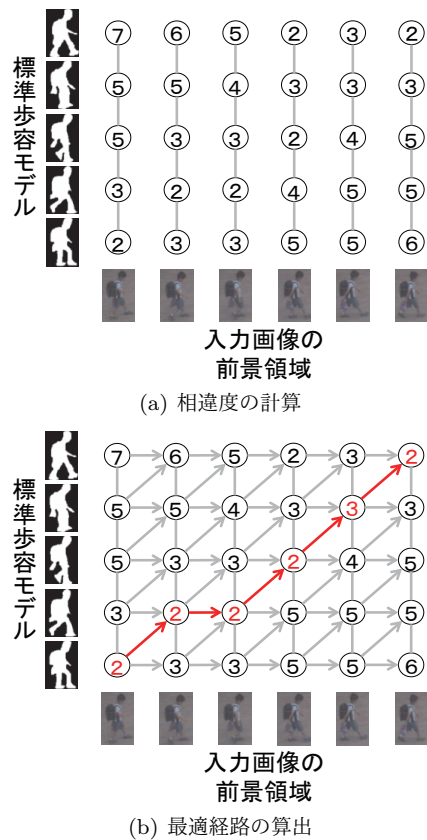 標準歩容モデル
7 6 5 2 3 2
5 5 4 3 3 3
5 3 3 2 4 5
3 2 2 4 5 5
2 3 3 5 5 6
入力画像の
前景領域
(a) 相違度の計算
標準歩容モデル
7 6 5 2 3 2
5 5 4 3 3 3
5 3 3 2 4 5
3 2 2 5 5 5
2 3 3 5 5 6
入力画像の
前景領域
(b) 最適経路の算出